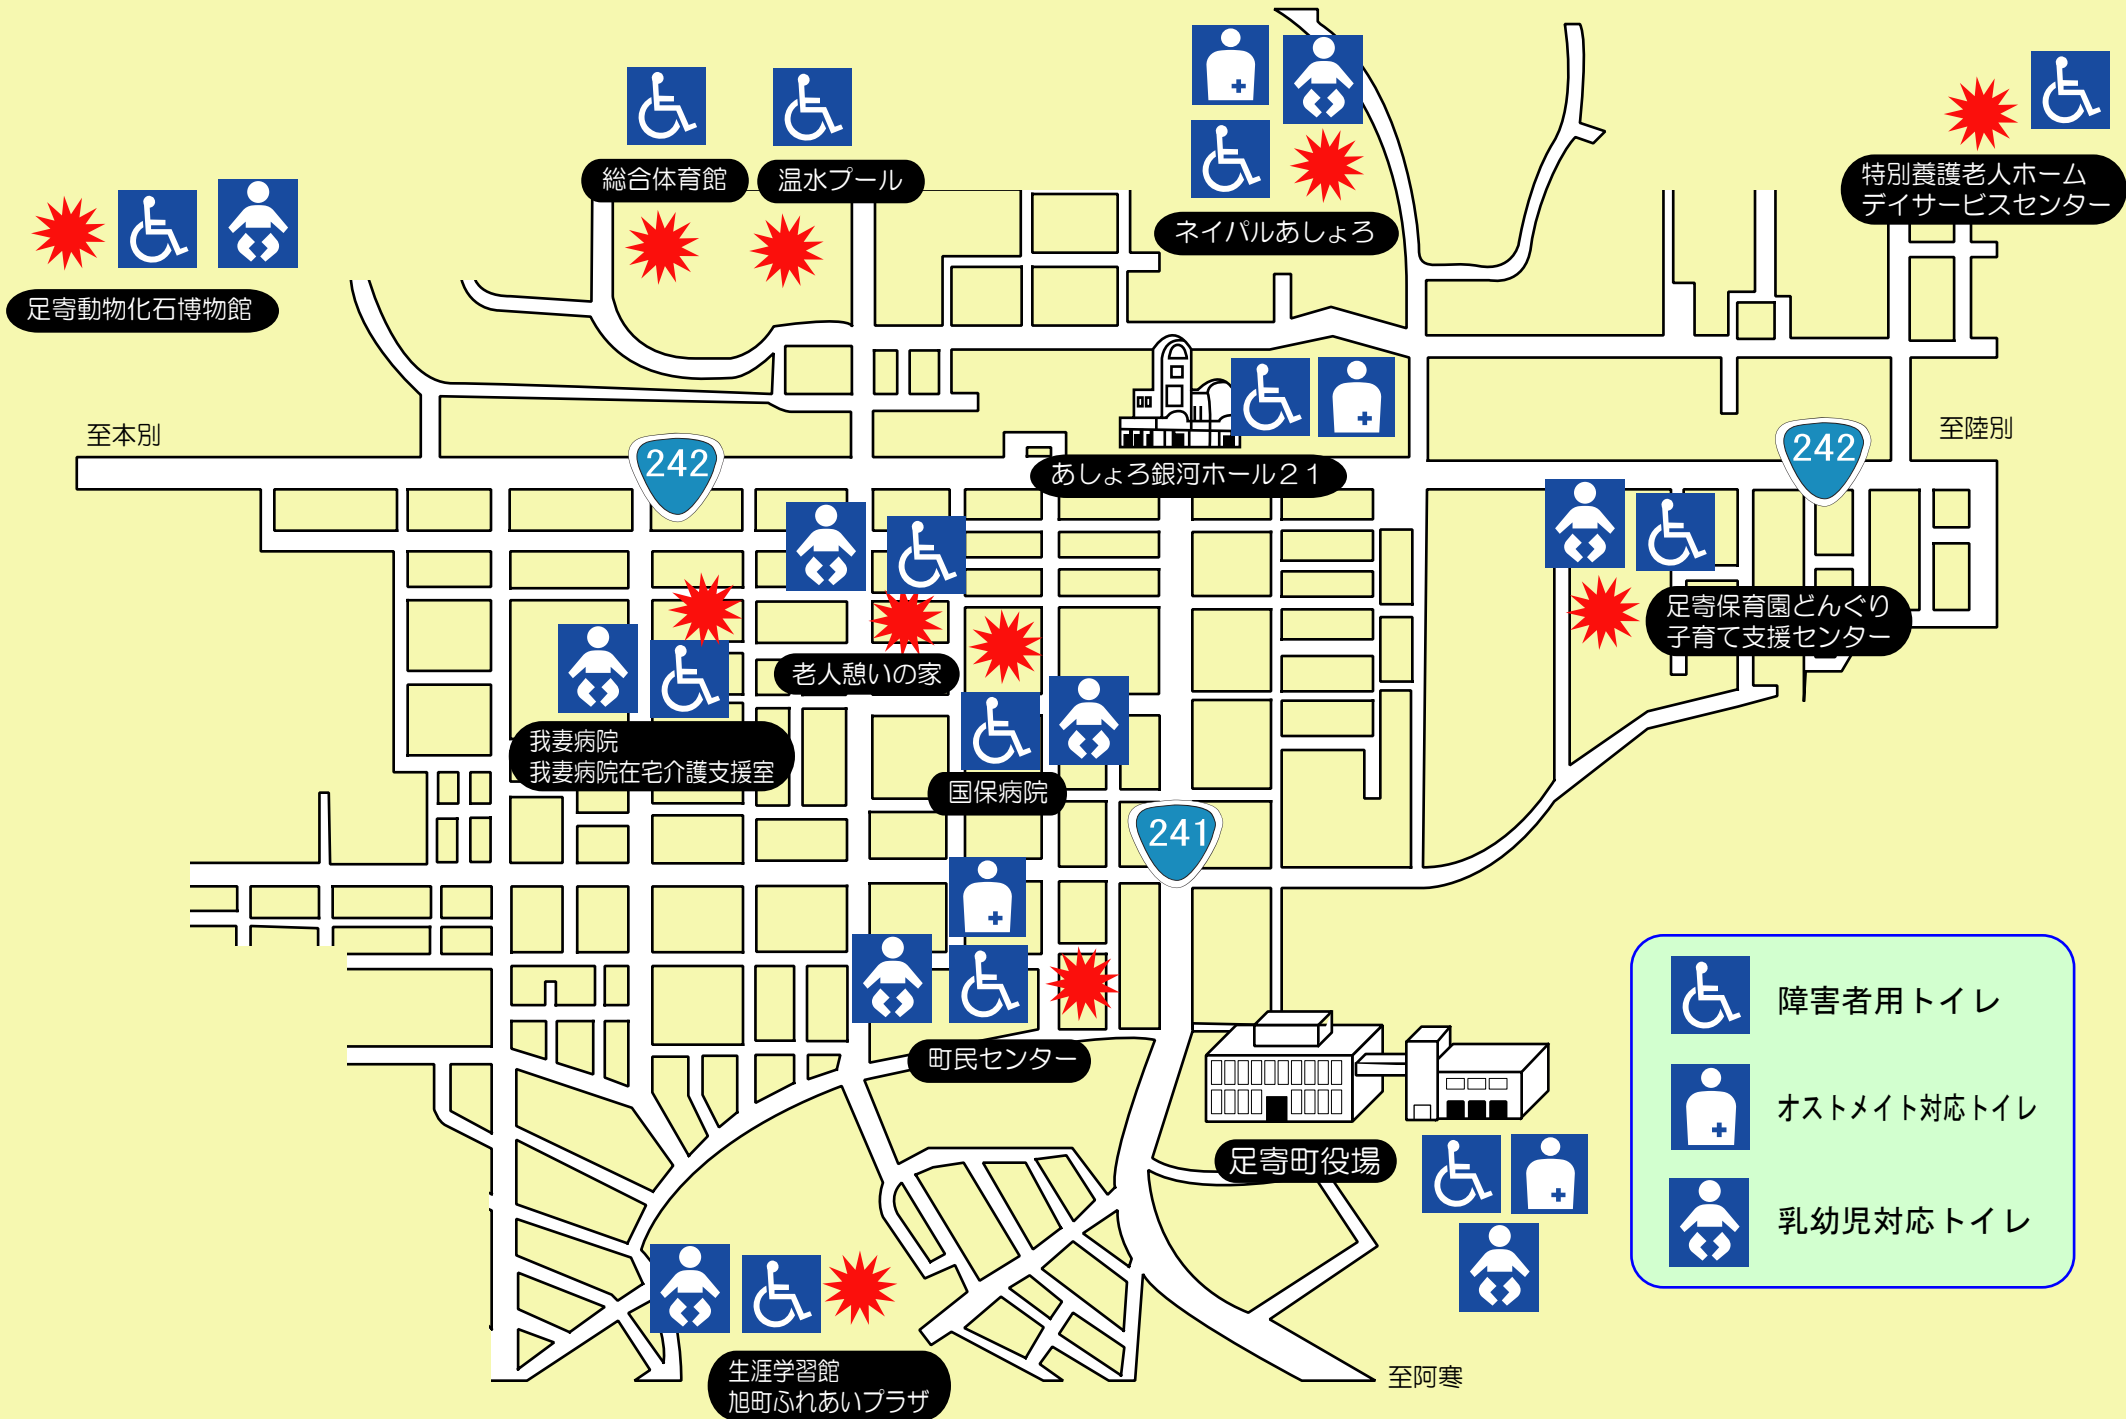 総合体育館
温水プール
ネイパルあしょろ
特別養護老人ホーム
デイサービスセンター
足寄動物化石博物館
至本別
242
あしょろ銀河ホール21
242
至陸別
足寄保育園どんぐり
子育て支援センター
老人憩いの家
我妻病院
我妻病院在宅介護支援室
国保病院
241
町民センター
足寄町役場
生涯学習館
旭町ふれあいプラザ
至阿寒
障害者用トイレ
オストメイト対応トイレ
乳幼児対応トイレ